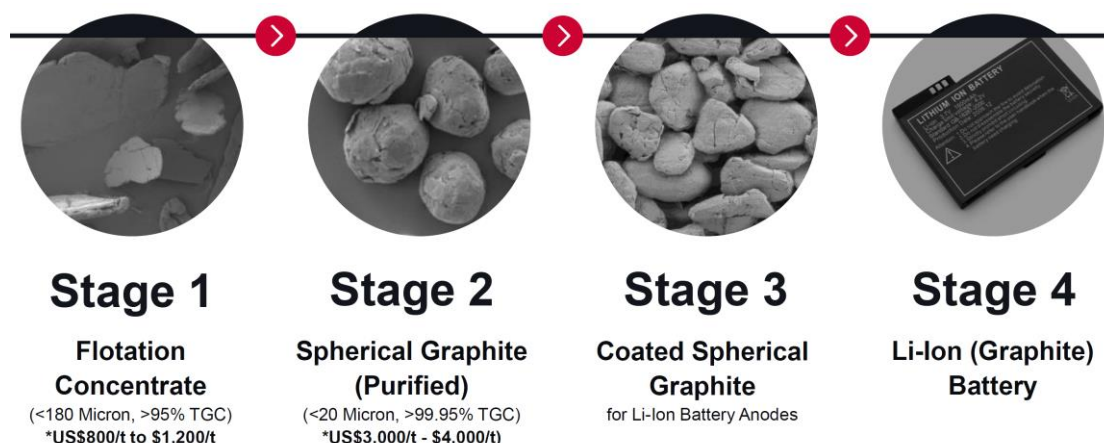 LITHIUM ION BATTERY
Stage 1
Stage 2
Stage 3
Stage 4
Flotation
Concentrate
(<180 Micron, >95% TGC)
*US$800/t to $1,200/t
Spherical Graphite
(Purified)
(<20 Micron, >99.95% TGC)
*US$3,000/t - $4,000/t)
Coated Spherical
Graphite
for Li-Ion Battery Anodes
Li-Ion (Graphite)
Battery